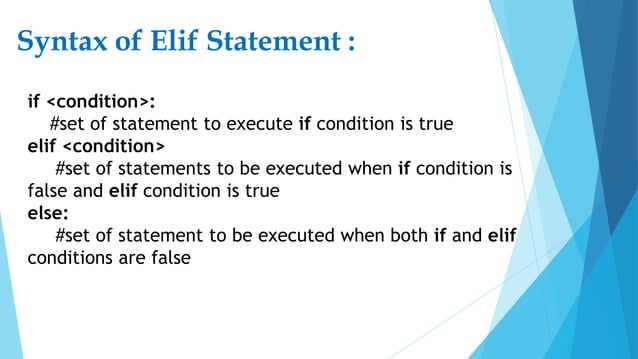 Syntax of Elif Statement :
if <condition>:
#set of statement to execute if condition is true
elif <condition>
#set of statements to be executed when if condition is
false and elif condition is true
else:
#set of statement to be executed when both if and elif
conditions are false